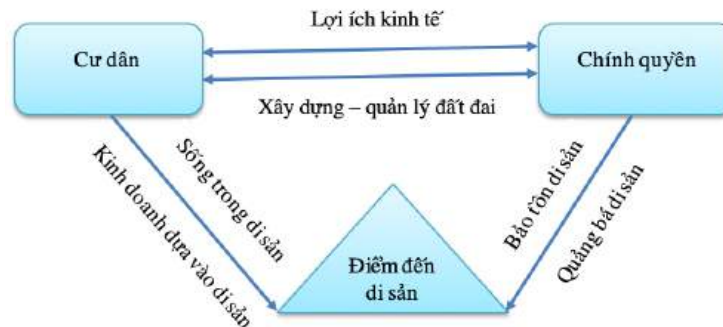 Lợi ích kinh tế
Cư dân
Chính quyền
Xây dựng – quản lý đất đai
Sống trong di sản
Kinh doanh dựa vào di sản
Bảo tồn di sản
Quảng bá di sản
Điểm đến
di sản